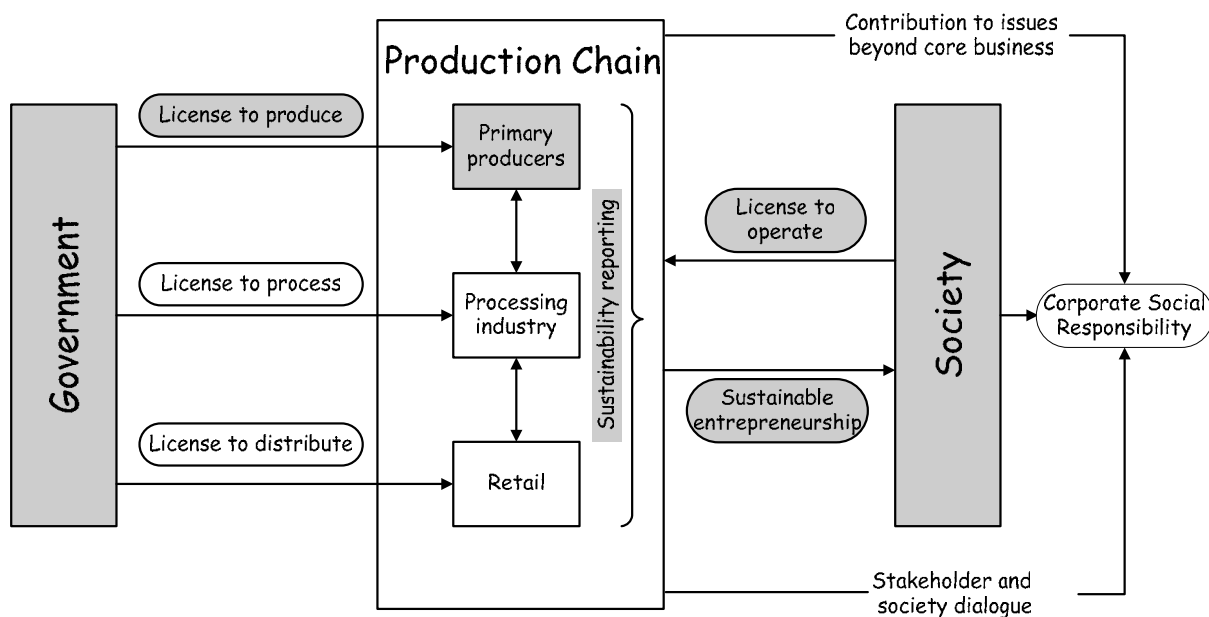 Contribution to issues
beyond core business
Production Chain
Government
License to produce
Primary
producers
License to process
Processing
industry
License to distribute
Retail
Sustainability reporting
License to
operate
Sustainable
entrepreneurship
Society
Corporate Social
Responsibility
Stakeholder and
society dialogue